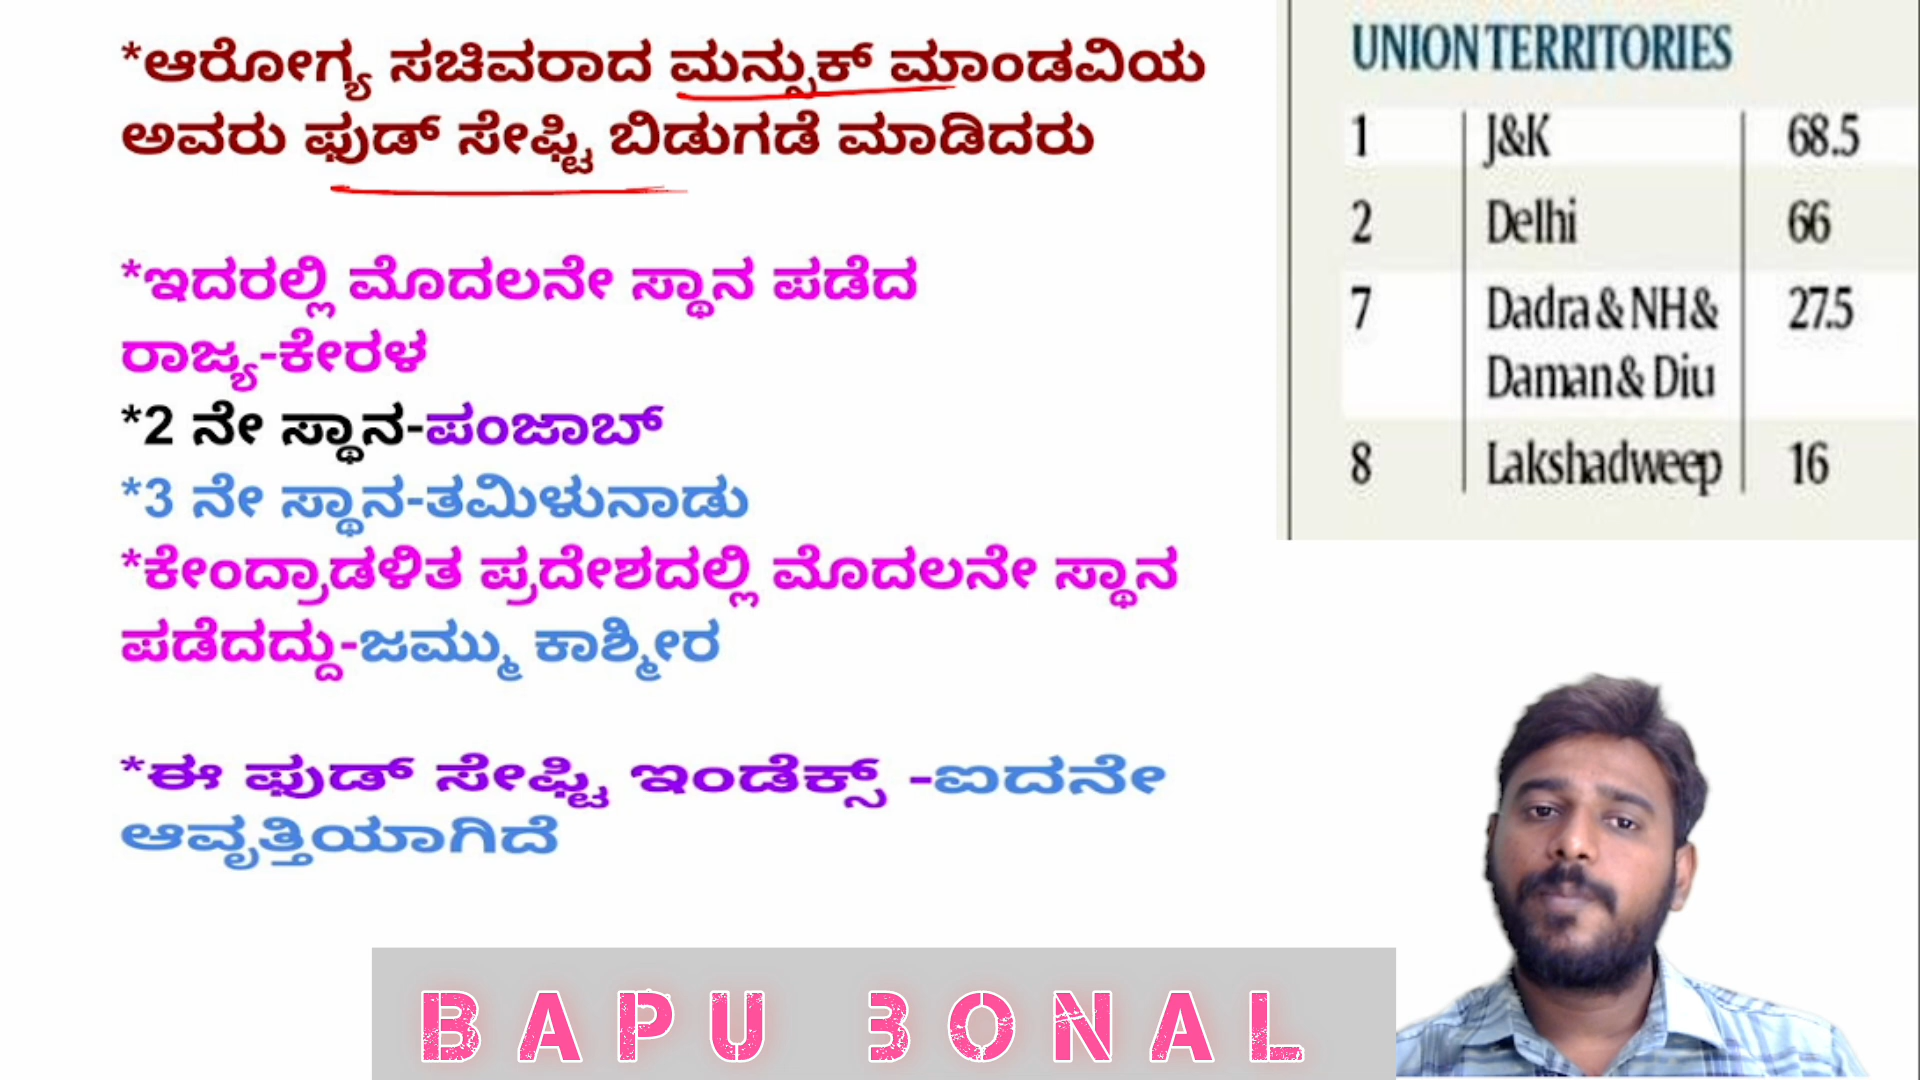 *ಆರೋಗ್ಯ ಸಚಿವರಾದ ಮನ್ಸುಕ್ ಮಾಂಡವಿಯ
ಅವರು ಫುಡ್ ಸೇಫ್ಟಿ ಬಿಡುಗಡೆ ಮಾಡಿದರು
*ಇದರಲ್ಲಿ ಮೊದಲನೇ ಸ್ಥಾನ ಪಡೆದ
ರಾಜ್ಯ-ಕೇರಳ
*2 ನೇ ಸ್ಥಾನ-ಪಂಜಾಬ್
*3 ನೇ ಸ್ಥಾನ-ತಮಿಳುನಾಡು
*ಕೇಂದ್ರಾಡಳಿತ ಪ್ರದೇಶದಲ್ಲಿ ಮೊದಲನೇ ಸ್ಥಾನ
ಪಡೆದದ್ದು-ಜಮ್ಮು ಕಾಶ್ಮೀರ
*ಈ ಫುಡ್ ಸೇಫ್ಟಿ ಇಂಡೆಕ್ಸ್ -ಐದನೇ
ಆವೃತ್ತಿಯಾಗಿದೆ
UNION TERRITORIES
1 J&K 68.5
2 Delhi 66
7 Dadra & NH & 27.5
Daman & Diu
8 Lakshadweep 16
BAPU BONAL